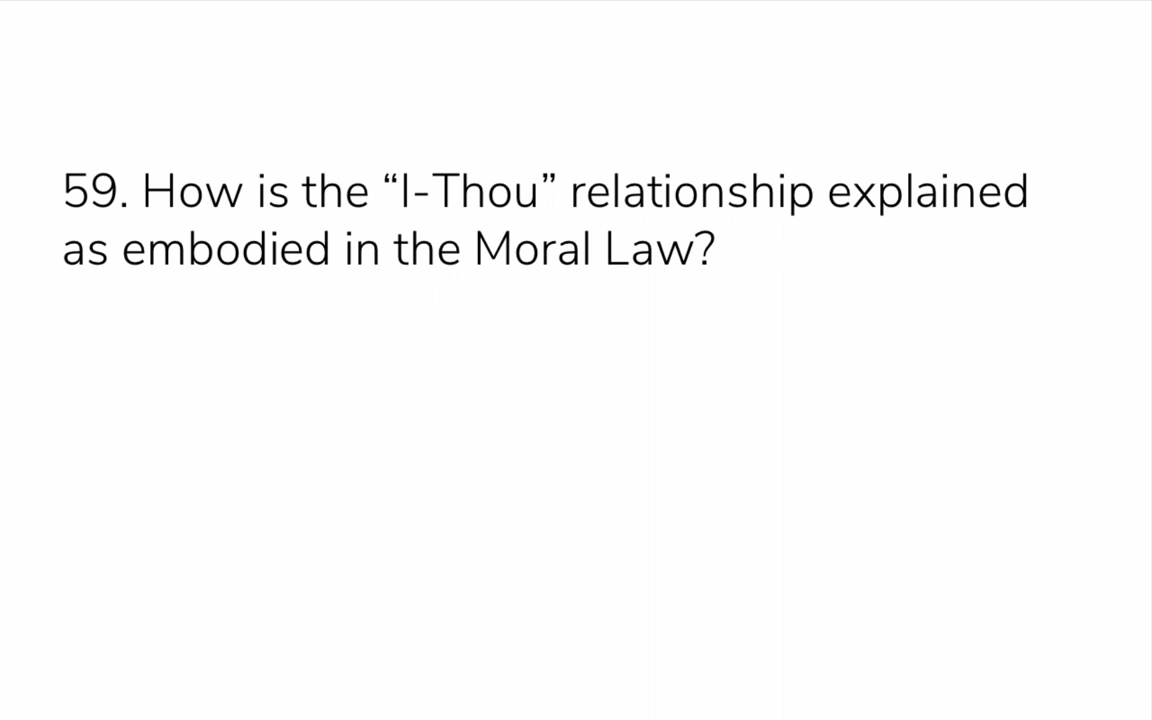 59. How is the “I-Thou” relationship explained
as embodied in the Moral Law?